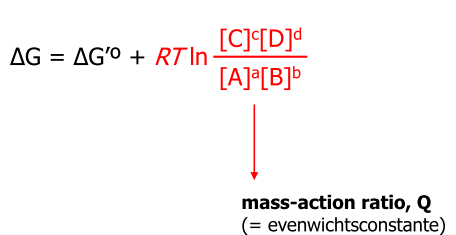 ΔG = ΔG’º + RT ln [C]ᶜ[D]ᵈ
[A]ᵃ[B]ᵇ
mass-action ratio, Q
(= evenwichtsconstante)